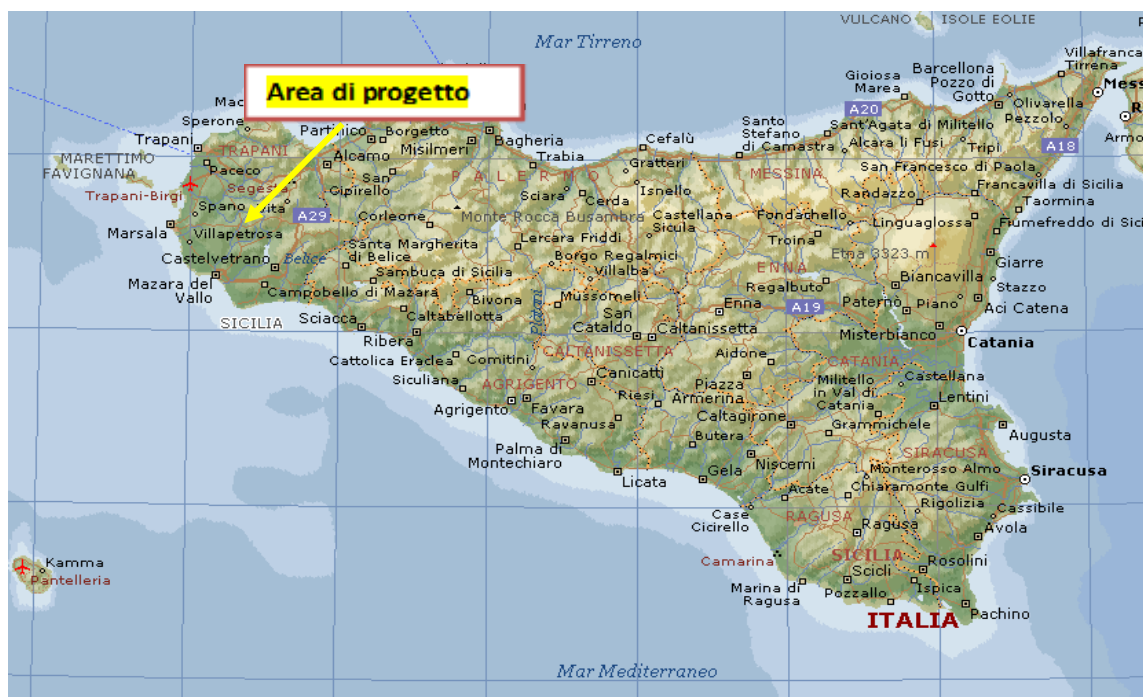 VULCANO
ISOLE EOLIE
Mar Tirreno
Villafranca
Tirrena
Area di progetto
Gioiosa
Marea
Barcellona
Pozzo di
Gotto
Mess
Olivarella
Pezzolo
R
Armo
Mac
Sperone
A20
Trapani
Partinico
Borgetto
Bagheria
Cefalù
Santo
Stefano
di Camastra
Sant'Agata di Militello
Tripi
A18
TRAPANI
Misilmeri
Alcara li Fusi
MARETTIMO
FAVIGNANA
Paceco
Alcamo
Trabia
Gratteri
San Francesco di Paola
San
Cipirello
PALERMO
MESSINA
Trapani-Birgi
Segesta
Sciara
Cerda
Isnello
Randazzo
Francavilla di Sicilia
Spano
Vita
A29
Corleone
Monte Rocca Busambra
Castellana
Sicula
Fondachello
Linguaglossa
Taormina
Marsala
Villapetrosa
Lercara Friddi
Troina
Fiumefreddo di Sici
Santa Margherita
di Belice
Borgo Regalmici
Etna 3323 m
Castelvetrano
Belice
Sambuca di Sicilia
Villalba
ENNA
Giarre
Mazara del
Vallo
Campobello di Mazara
Bivona
Mussomeli
Regalbuto
Biancavilla
Stazzo
Platani
Enna
A19
Paternò
Piano
Aci Catena
SICILIA
Sciacca
Caltabellotta
San
Cataldo
Caltanissetta
Misterbianco
Catania
Ribera
Cattolica Eraclea
Comitini
CALTANISSETTA
Aidone
CATANIA
Siculiana
Canicatti
Piazza
Armerina
Militello
in Val di
Catania
Castellana
AGRIGENTO
Riesi
Lentini
Agrigento
Favara
Caltagirone
Ravanusa
Grammichele
Augusta
Palma di
Montechiaro
Butera
SIRACUSA
Niscemi
Monterosso Almo
Licata
Gela
Siracusa
Chiaramonte Gulfi
Acate
Rigolizia
Cassibile
Case
Cicirello
RAGUSA
Ragusa
Avola
Camarina
SICILIA
Rosolini
Kamma
Pantelleria
Scicli
Marina di
Ragusa
Pozzallo
Ispica
Pachino
ITALIA
Mar Mediterraneo